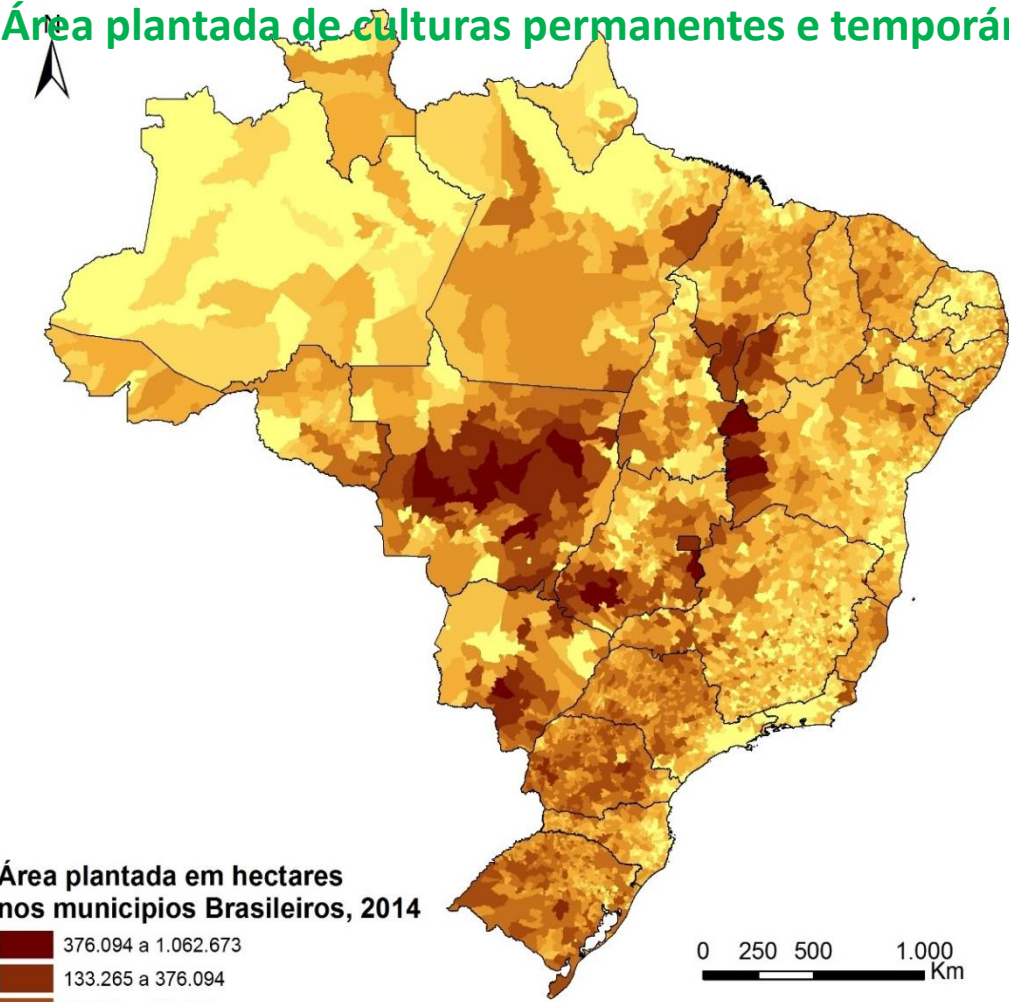 Área plantada de culturas permanentes e temporár
N
Área plantada em hectares
nos municipios Brasileiros, 2014
376.094 a 1.062.673
133.265 a 376.094
0 250 500 1.000
Km